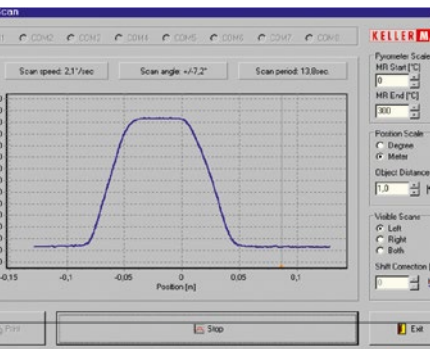 can
COM2 COM3 COM4 COM5 COM6 COM7 COM8
KELLER M
Scan speed: 2,1°/sec
Scan angle: +/-7,2°
Scan period: 13,8sec.
Pyrometer Scale
MR Start [°C]
0
MR End [°C]
300
Position Scale
Degree
Meter
Object Distance
1,0
Visible Scans
Left
Right
Both
Shift Correction [
0
-0,15 -0,1 -0,05 0 0,05 0,1
Position [m]
Print
Stop
Exit